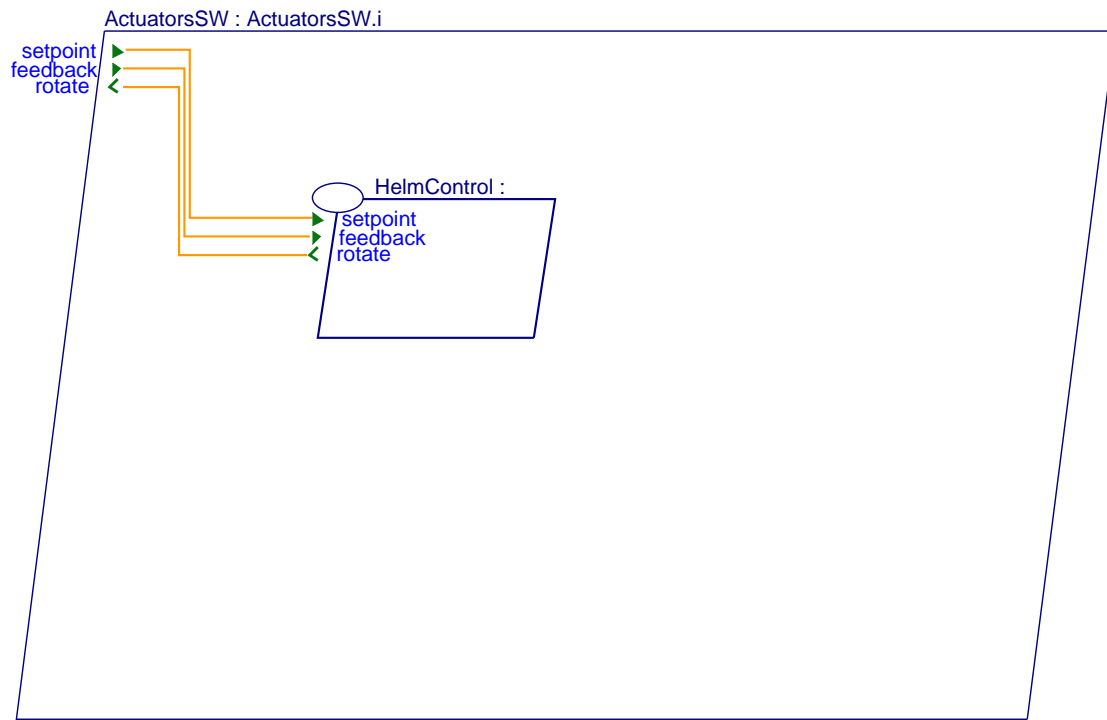 ActuatorsSW : ActuatorsSW.i
setpoint
feedback
rotate
HelmControl :
setpoint
feedback
rotate